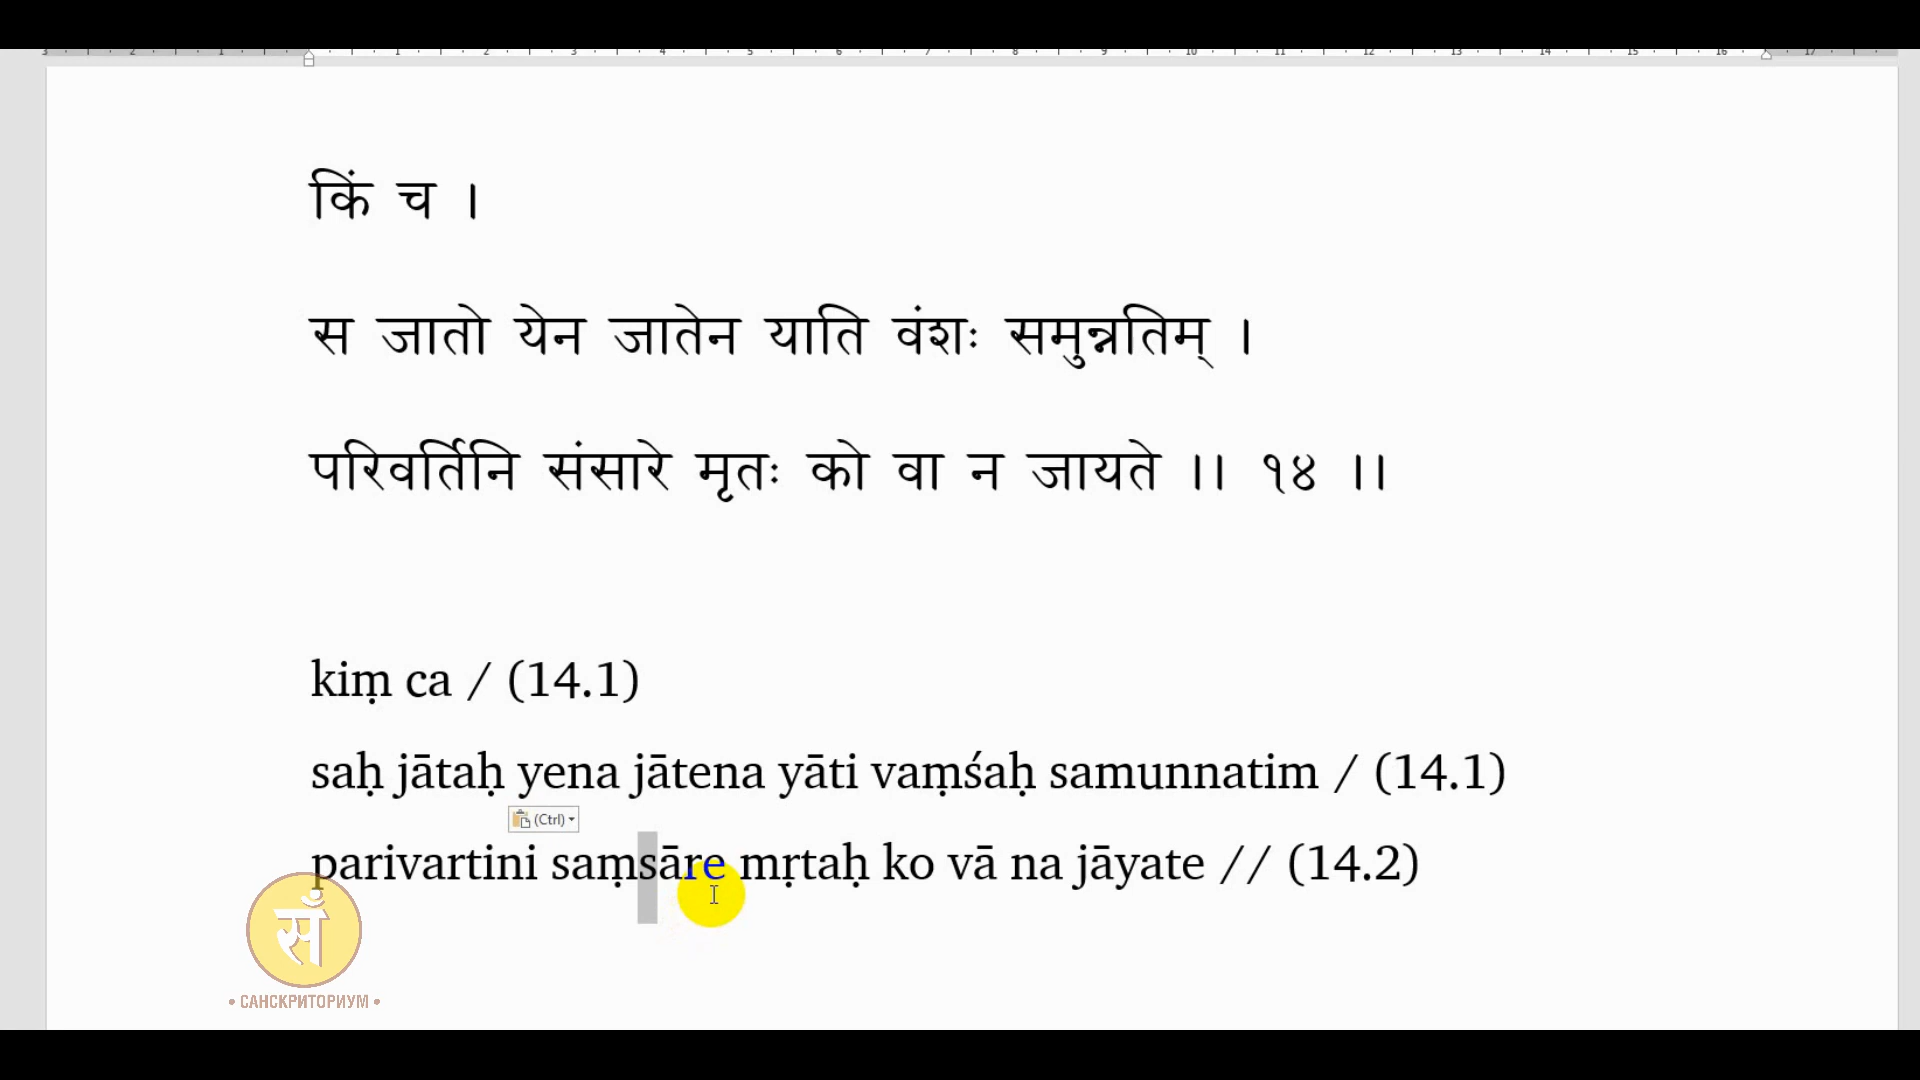 किं च ।
स जातो येन जातेन याति वंशः समुन्नतिम् ।
परिवर्तिनि संसारे मृतः को वा न जायते ।। १४ ।।
kiṃ ca / (14.1)
saḥ jātaḥ yena jātena yāti vaṃśaḥ samunnatim / (14.1)
(Ctrl)
parivartini saṃsāre mṛtaḥ ko vā na jāyate // (14.2)
सँ
• САНСКРИТОРИУМ •